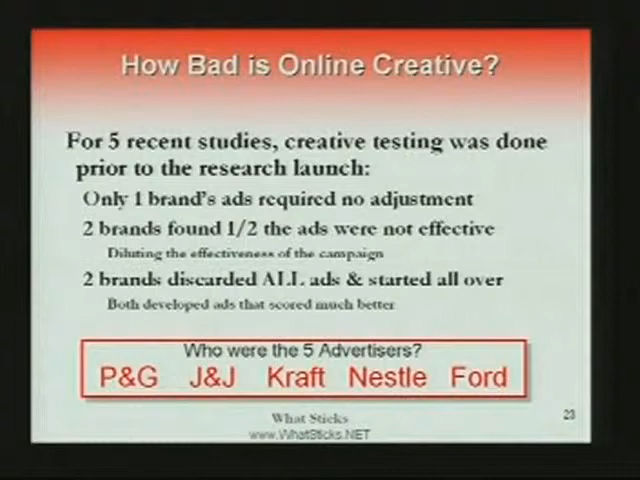 How Bad is Online Creative?
For 5 recent studies, creative testing was done
prior to the research launch:
Only 1 brand's ads required no adjustment
2 brands found 1/2 the ads were not effective
Diluting the effectiveness of the campaign
2 brands discarded ALL ads & started all over
Both developed ads that scored much better
Who were the 5 Advertisers?
P&G J&J Kraft Nestle Ford
What Sticks
23
www.WhatSticks.NET